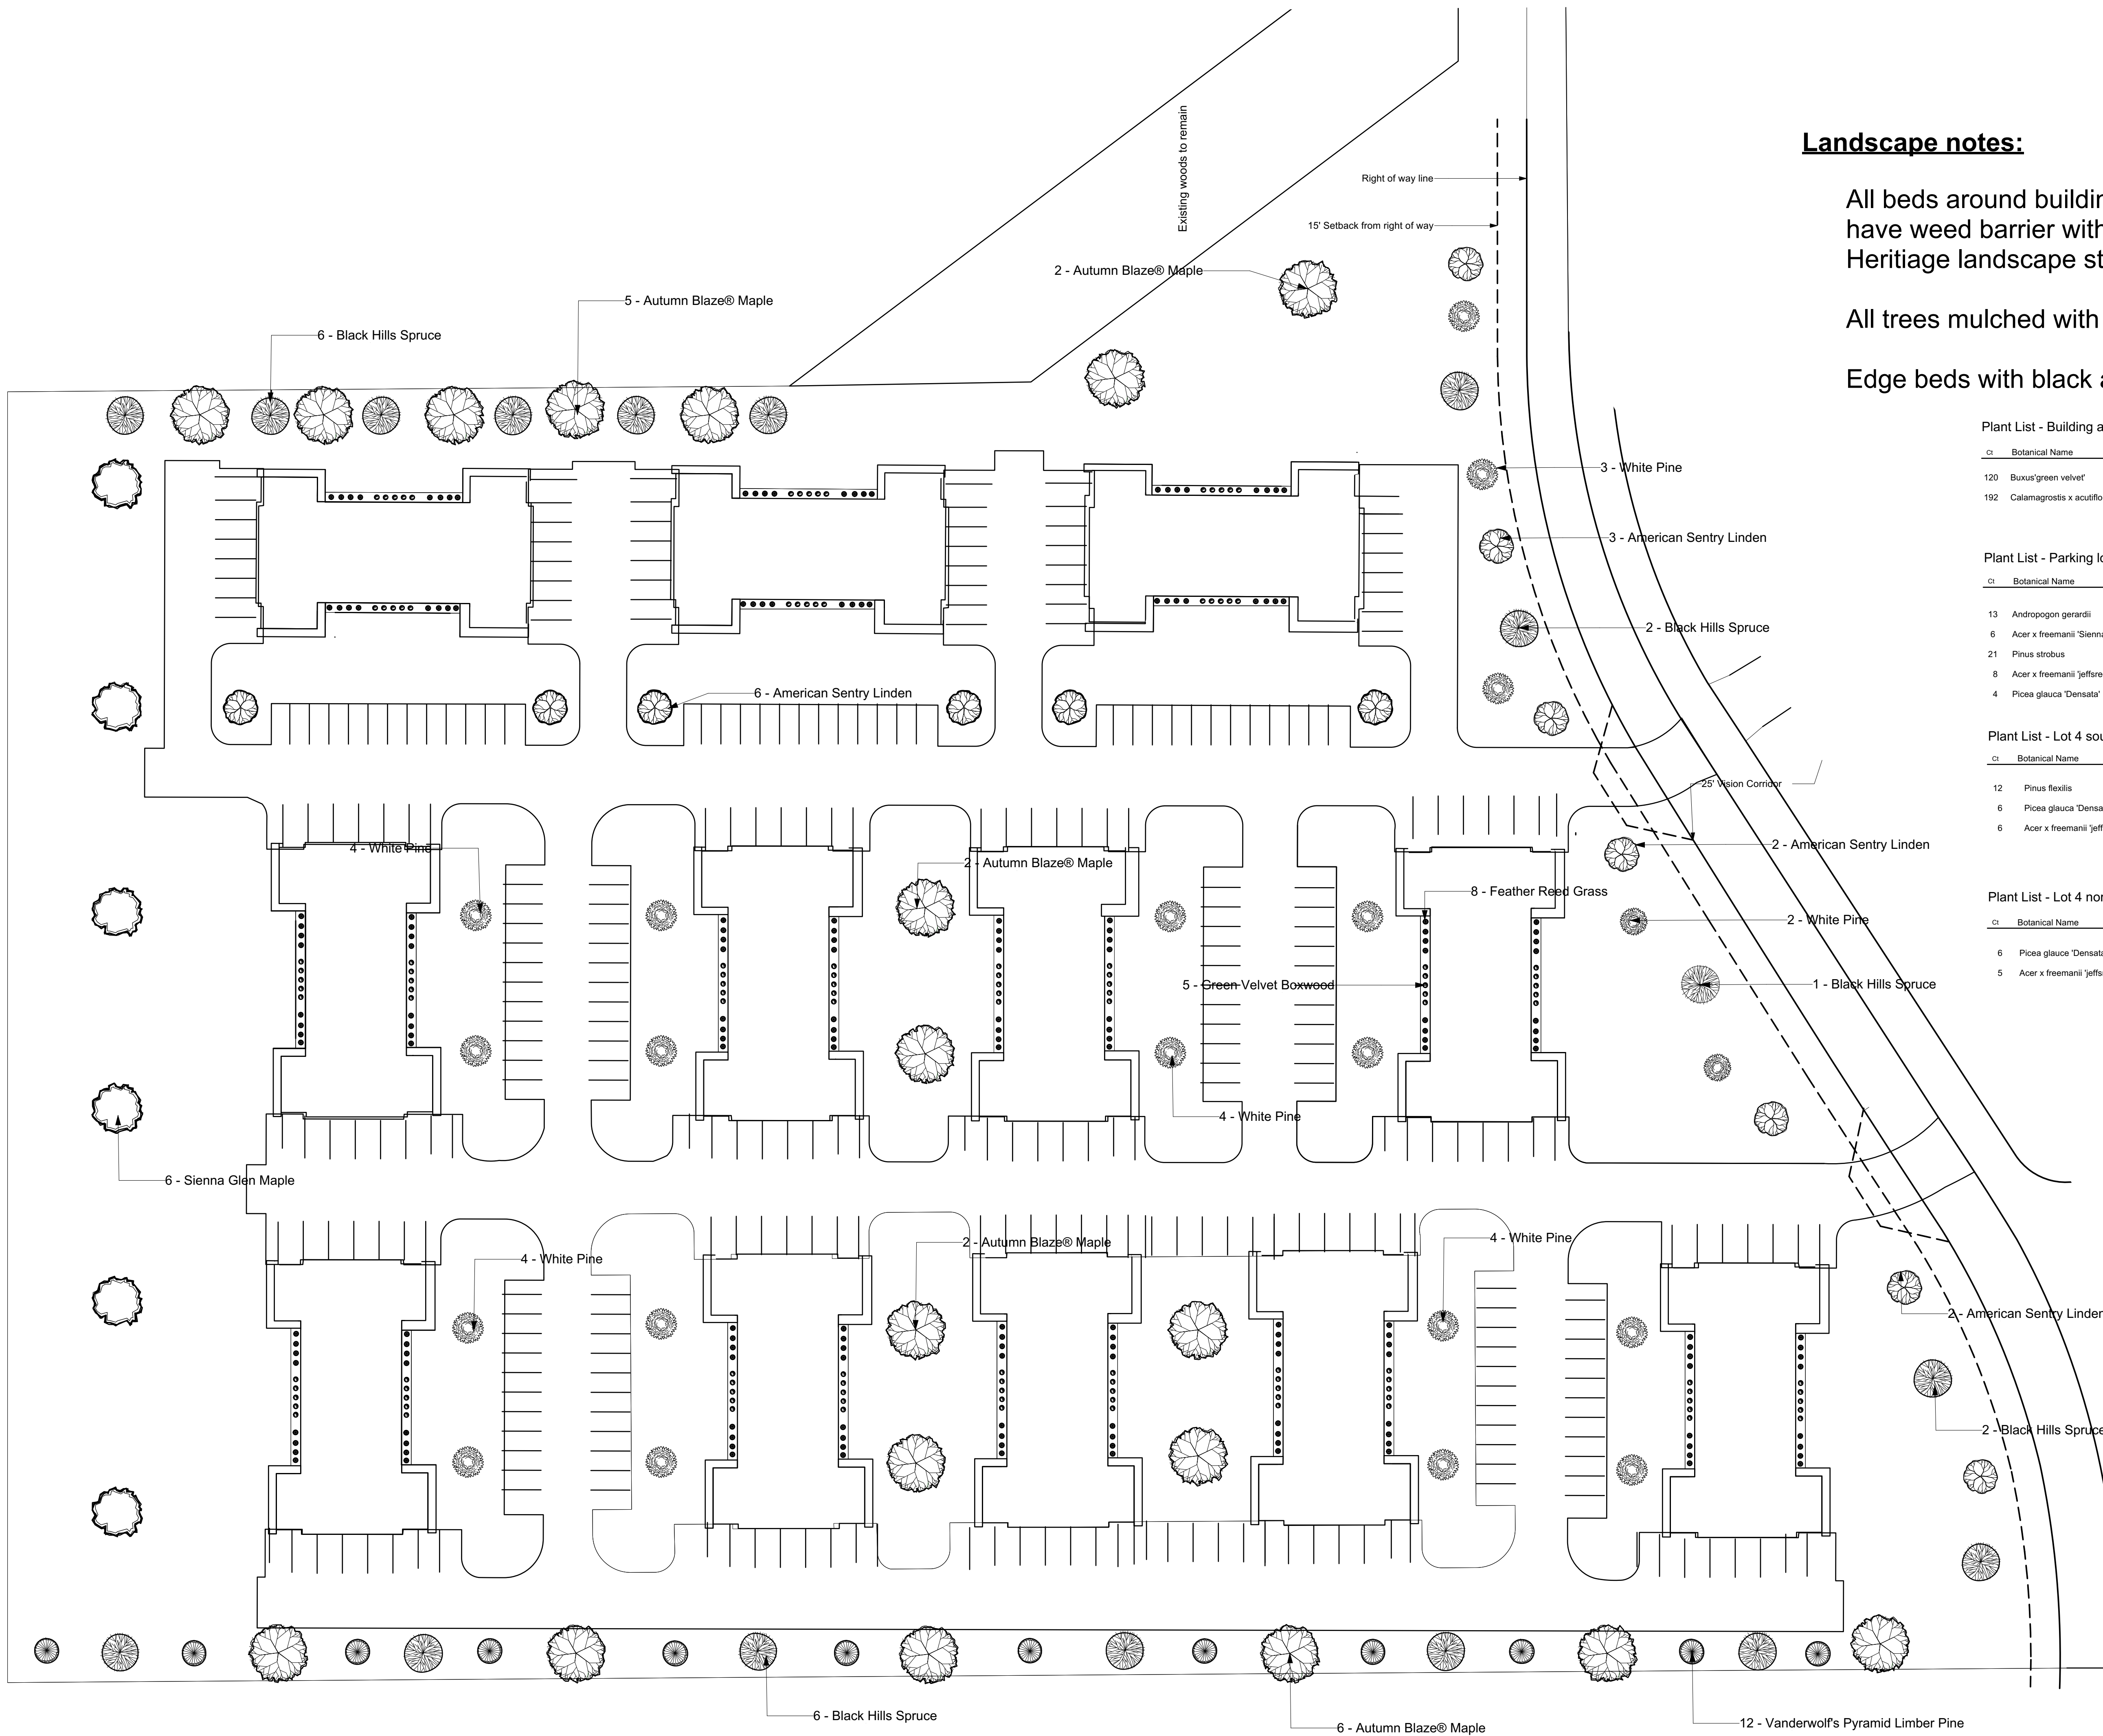 Existing woods to remain
Right of way line
15' Setback from right of way
2 - Autumn Blaze® Maple
5 - Autumn Blaze® Maple
6 - Black Hills Spruce
Landscape notes:
All beds around buildin
have weed barrier with
Heritiage landscape st
All trees mulched with
Edge beds with black a
Plant List - Building a
Ct Botanical Name
120 Buxus'green velvet'
192 Calamagrostis x acutiflo
Plant List - Parking lo
Ct Botanical Name
13 Andropogon gerardii
6 Acer x freemanii 'Sienna
21 Pinus strobus
8 Acer x freemanii 'jeffsre
4 Picea glauca 'Densata'
Plant List - Lot 4 sou
Ct Botanical Name
12 Pinus flexilis
6 Picea glauca 'Densa
6 Acer x freemanii 'jeff
Plant List - Lot 4 nor
Ct Botanical Name
6 Picea glauce 'Densata
5 Acer x freemanii 'jeffs
3 - White Pine
3 - American Sentry Linden
2 - Black Hills Spruce
6 - American Sentry Linden
25' Vision Corridor
2 - American Sentry Linden
4 - White Pine
2 - Autumn Blaze® Maple
8 - Feather Reed Grass
2 - White Pine
5 - Green Velvet Boxwood
1 - Black Hills Spruce
4 - White Pine
6 - Sienna Glen Maple
4 - White Pine
2 - Autumn Blaze® Maple
4 - White Pine
2 - American Sentry Linden
2 - Black Hills Spruce
6 - Black Hills Spruce
6 - Autumn Blaze® Maple
12 - Vanderwolf's Pyramid Limber Pine